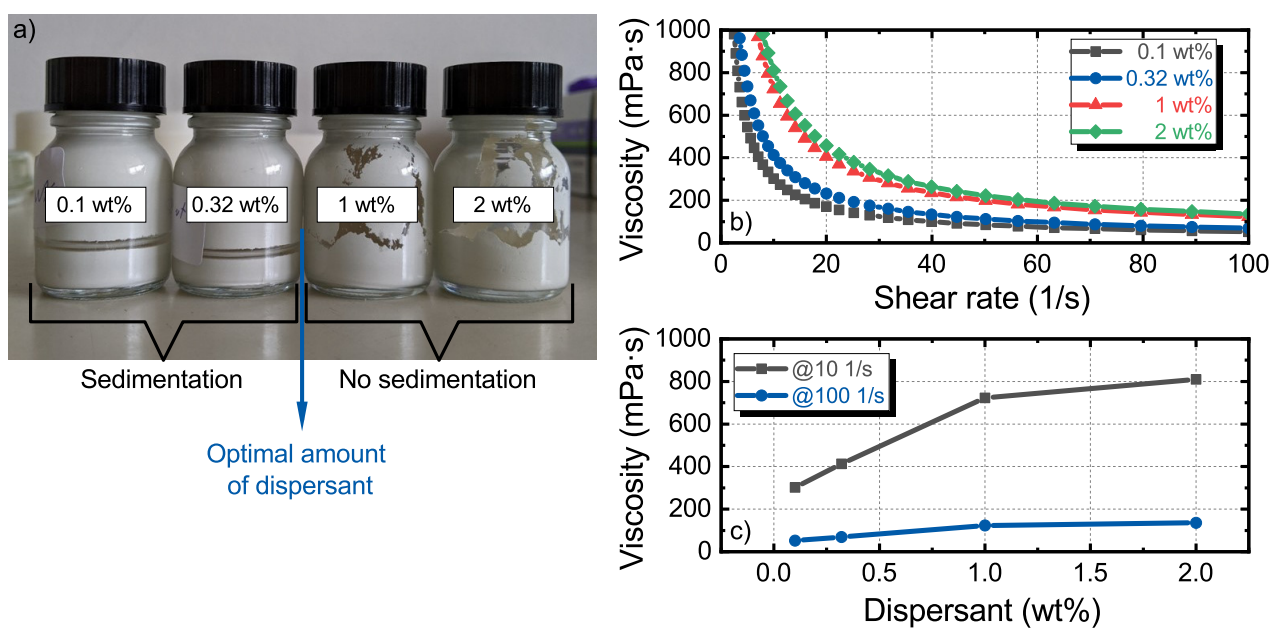 a)
0.1 wt%
0.32 wt%
1 wt%
2 wt%
Sedimentation
No sedimentation
Optimal amount
of dispersant
Viscosity (mPa·s)
1000
800
600
400
200
0
b)
0.1 wt%
0.32 wt%
1 wt%
2 wt%
0 20 40 60 80 100
Shear rate (1/s)
Viscosity (mPa·s)
1000
800
600
400
200
0
@10 1/s
@100 1/s
c)
0.0 0.5 1.0 1.5 2.0
Dispersant (wt%)